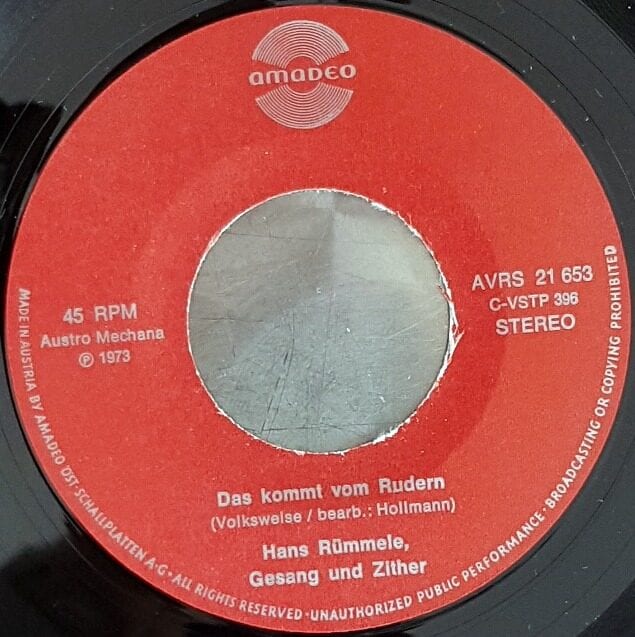 amadeo
45 RPM
Austro Mechana
℗ 1973
AVRS 21 653
C-VSTP 396
STEREO
Das kommt vom Rudern
(Volksweise / bearb.: Hollmann)
Hans Rümmele,
Gesang und Zither
MADE IN AUSTRIA BY AMADEO ÖST. SCHALLPLATTEN A·G · ALL RIGHTS RESERVED · UNAUTHORIZED PUBLIC PERFORMANCE · BROADCASTING OR COPYING PROHIBITED